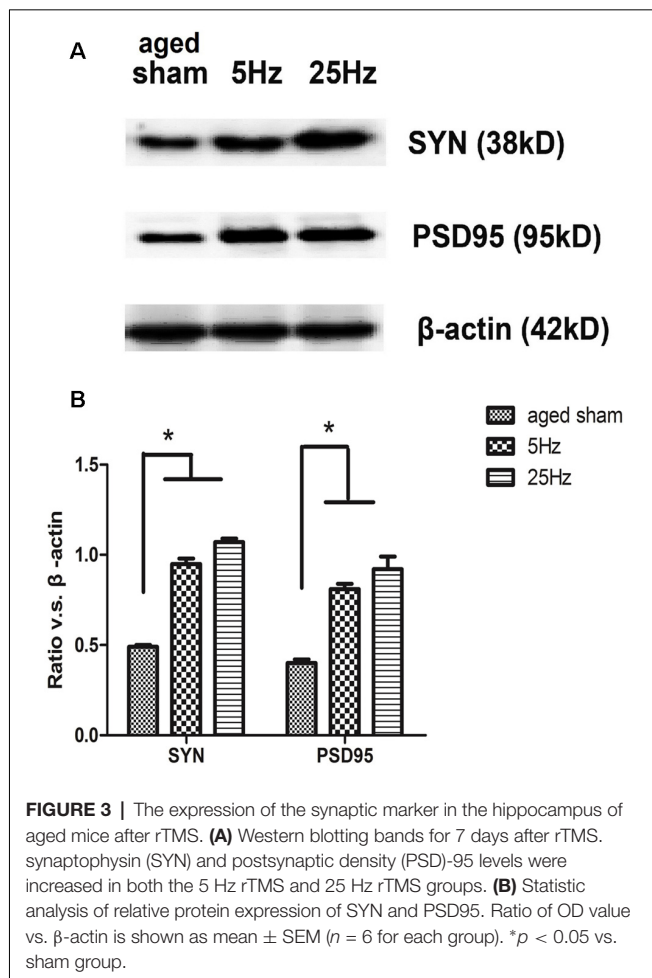 A
aged
sham 5Hz 25Hz
SYN (38kD)
PSD95 (95kD)
β-actin (42kD)
B
aged sham
5Hz
25Hz
* *
1.5
1.0
0.5
0.0
Ratio v.s. β -actin
SYN PSD95
FIGURE 3 | The expression of the synaptic marker in the hippocampus of
aged mice after rTMS. (A) Western blotting bands for 7 days after rTMS.
synaptophysin (SYN) and postsynaptic density (PSD)-95 levels were
increased in both the 5 Hz rTMS and 25 Hz rTMS groups. (B) Statistic
analysis of relative protein expression of SYN and PSD95. Ratio of OD value
vs. β-actin is shown as mean ± SEM (n = 6 for each group). *p < 0.05 vs.
sham group.